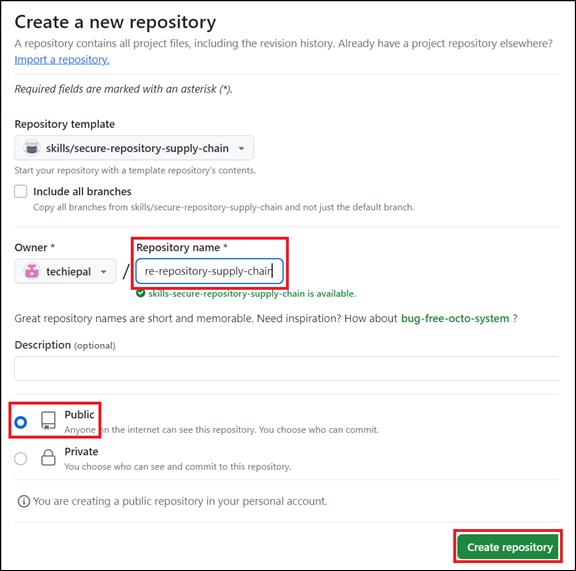 Create a new repository
A repository contains all project files, including the revision history. Already have a project repository elsewhere?
Import a repository.
Required fields are marked with an asterisk (*).
Repository template
skills/secure-repository-supply-chain
Start your repository with a template repository's contents.
Include all branches
Copy all branches from skills/secure-repository-supply-chain and not just the default branch.
Owner * Repository name *
techiepal / re-repository-supply-chain
skills-secure-repository-supply-chain is available.
Great repository names are short and memorable. Need inspiration? How about bug-free-octo-system ?
Description (optional)
Public
Anyone on the internet can see this repository. You choose who can commit.
Private
You choose who can see and commit to this repository.
You are creating a public repository in your personal account.
Create repository